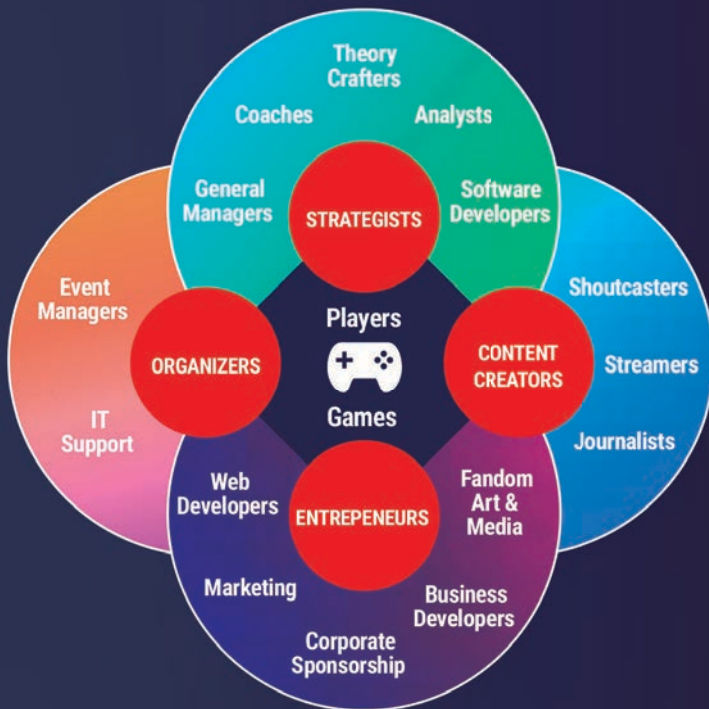 Theory
Crafters
Coaches
Analysts
General
Managers
STRATEGISTS
Software
Developers
Event
Managers
Players
Shoutcasters
ORGANIZERS
CONTENT
CREATORS
Streamers
IT
Support
Games
Journalists
Web
Developers
ENTREPENEURS
Fandom
Art &
Media
Marketing
Business
Developers
Corporate
Sponsorship